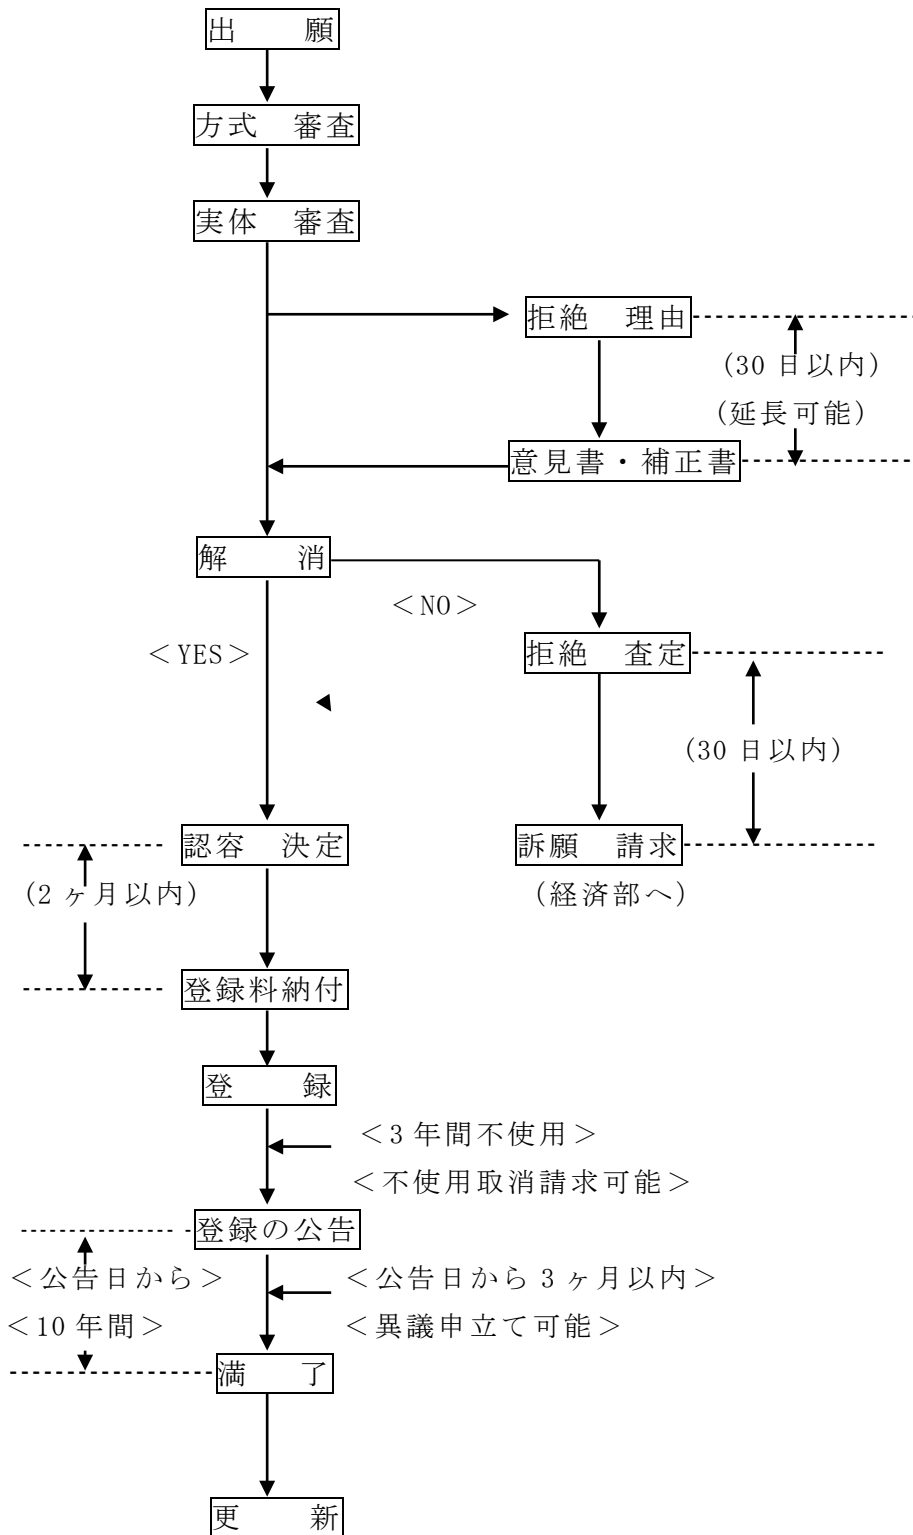 出　願
方式　審査
実体　審査
拒絶　理由
(30 日以内)
(延長可能)
意見書・補正書
解　消
＜NO＞
＜YES＞
拒絶　査定
(30 日以内)
認容　決定
訴願　請求
(2 ヶ月以内)
(経済部へ)
登録料納付
登　録
＜3 年間不使用＞
＜不使用取消請求可能＞
登録の公告
＜公告日から＞
＜公告日から 3 ヶ月以内＞
＜10 年間＞
＜異議申立て可能＞
満　了
更　新